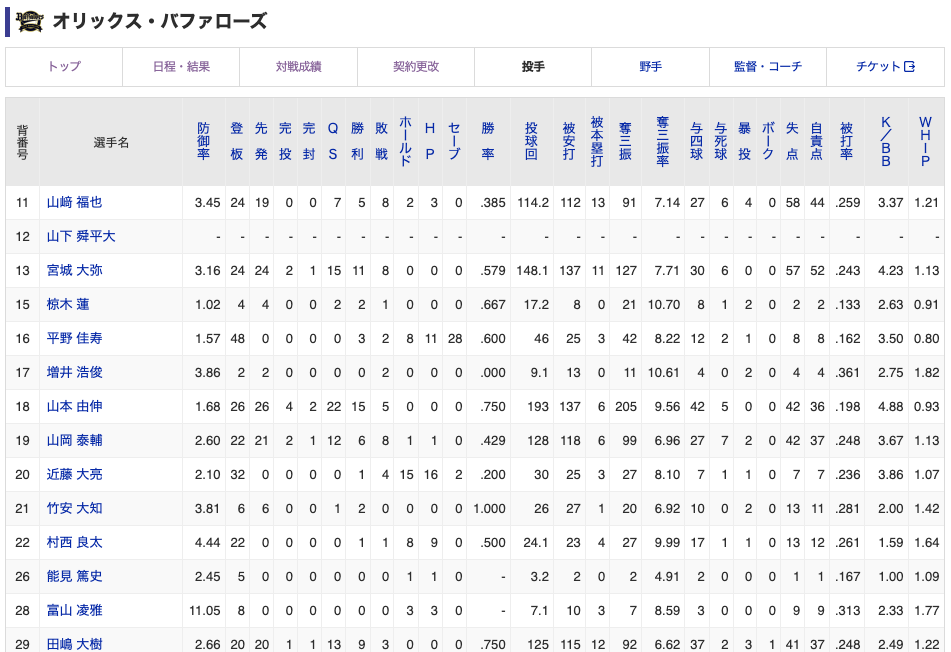 オリックス・バファローズ
トップ 日程・結果 対戦成績 契約更改 投手 野手 監督・コーチ チケット
背番号 選手名 防御率 登板 先発 完投 完封 QS 勝利 敗戦 ホールド HP セーブ 勝率 投球回 被安打 被本塁打 奪三振 奪三振率 与四球 与死球 暴投 ボーク 失点 自責点 被打率 K/BB WHIP
11 山﨑 福也 3.45 24 19 0 0 7 5 8 2 3 0 .385 114.2 112 13 91 7.14 27 6 4 0 58 44 .259 3.37 1.21
12 山下 舜平大 - - - - - - - - - - - - - - - - - - - - - - - - - -
13 宮城 大弥 3.16 24 24 2 1 15 11 8 0 0 0 .579 148.1 137 11 127 7.71 30 6 0 0 57 52 .243 4.23 1.13
15 椋木 蓮 1.02 4 4 0 0 2 2 1 0 0 0 .667 17.2 8 0 21 10.70 8 1 2 0 2 2 .133 2.63 0.91
16 平野 佳寿 1.57 48 0 0 0 0 3 2 8 11 28 .600 46 25 3 42 8.22 12 2 1 0 8 8 .162 3.50 0.80
17 増井 浩俊 3.86 2 2 0 0 0 0 2 0 0 0 .000 9.1 13 0 11 10.61 4 0 2 0 4 4 .361 2.75 1.82
18 山本 由伸 1.68 26 26 4 2 22 15 5 0 0 0 .750 193 137 6 205 9.56 42 5 0 0 42 36 .198 4.88 0.93
19 山岡 泰輔 2.60 22 21 2 1 12 6 8 1 1 0 .429 128 118 6 99 6.96 27 7 2 0 42 37 .248 3.67 1.13
20 近藤 大亮 2.10 32 0 0 0 0 1 4 15 16 2 .200 30 25 3 27 8.10 7 1 1 0 7 7 .236 3.86 1.07
21 竹安 大知 3.81 6 6 0 0 1 2 0 0 0 0 1.000 26 27 1 20 6.92 10 0 2 0 13 11 .281 2.00 1.42
22 村西 良太 4.44 22 0 0 0 0 1 1 8 9 0 .500 24.1 23 4 27 9.99 17 1 1 0 13 12 .261 1.59 1.64
26 能見 篤史 2.45 5 0 0 0 0 0 0 1 1 0 - 3.2 2 0 2 4.91 2 0 0 0 1 1 .167 1.00 1.09
28 富山 凌雅 11.05 8 0 0 0 0 0 0 3 3 0 - 7.1 10 3 7 8.59 3 0 0 0 9 9 .313 2.33 1.77
29 田嶋 大樹 2.66 20 20 1 1 13 9 3 0 0 0 .750 125 115 12 92 6.62 37 2 3 1 41 37 .248 2.49 1.22